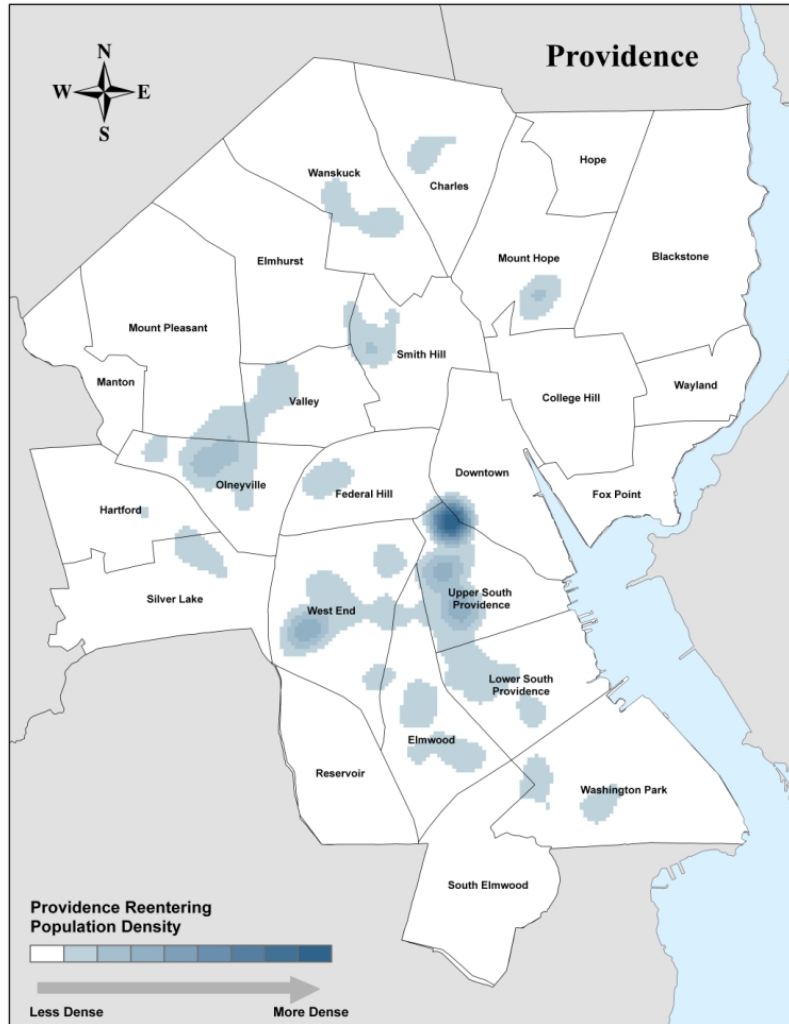 Providence
N
W E
S
Hope
Wanskuck
Charles
Mount Hope
Blackstone
Elmhurst
Mount Pleasant
Smith Hill
Manton
Wayland
College Hill
Valley
Downtown
Olneyville
Federal Hill
Fox Point
Hartford
Silver Lake
West End
Upper South
Providence
Lower South
Providence
Elmwood
Reservoir
Washington Park
South Elmwood
Providence Reentering
Population Density
Less Dense More Dense